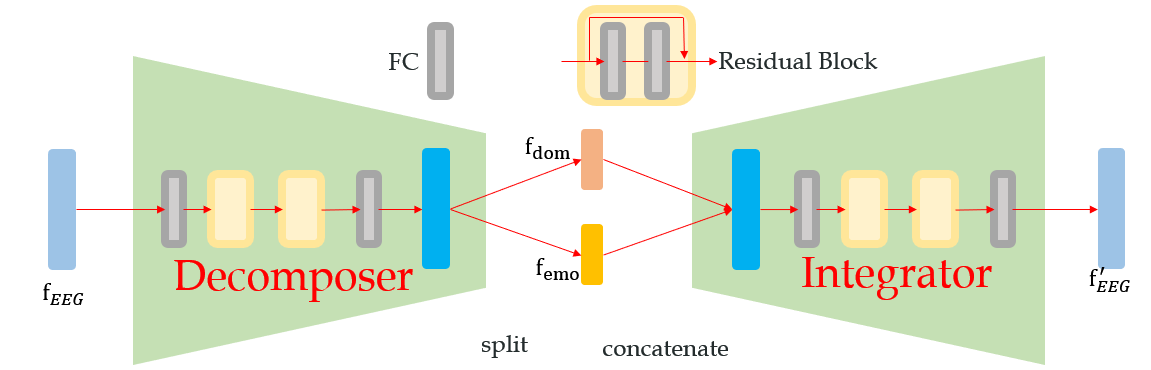 FC
Residual Block
f_dom
f_emo
Decomposer
Integrator
f_EEG
f'_EEG
split
concatenate